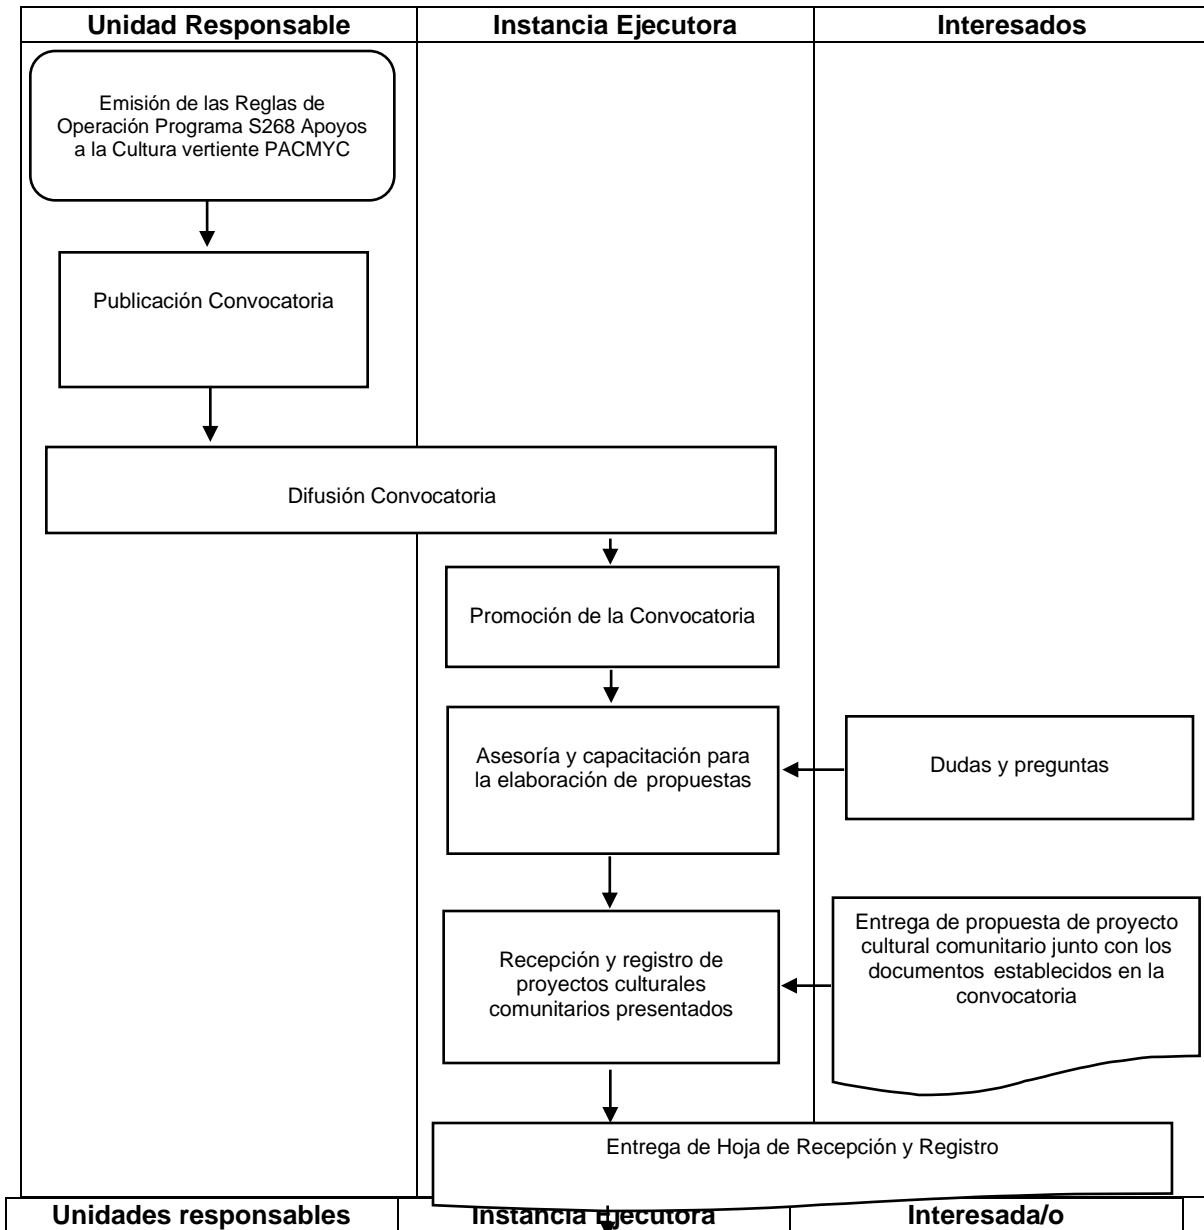 Unidad Responsable
Instancia Ejecutora
Interesados
Emisión de las Reglas de
Operación Programa S268 Apoyos
a la Cultura vertiente PACMYC
Publicación Convocatoria
Difusión Convocatoria
Promoción de la Convocatoria
Asesoría y capacitación para
la elaboración de propuestas
Dudas y preguntas
Recepción y registro de
proyectos culturales
comunitarios presentados
Entrega de propuesta de proyecto
cultural comunitario junto con los
documentos establecidos en la
convocatoria
Entrega de Hoja de Recepción y Registro
Unidades responsables
Instancia Ejecutora
Interesada/o